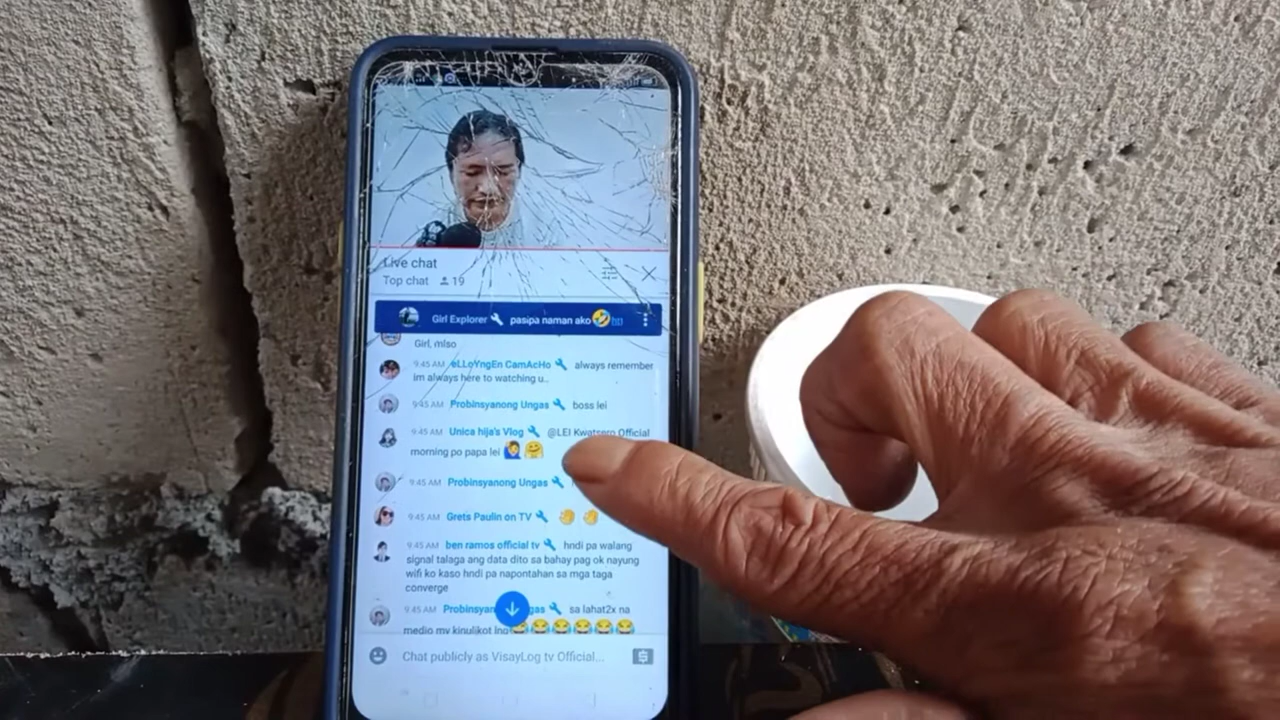 Live chat
Top chat 19
Girl Explorer pasipa naman ako
Girl, mlso
9:45 AM eLLoYngEn CamAcHo always remember
im always here to watching u..
9:45 AM Probinsyanong Ungas boss lei
9:45 AM Unica hija's Vlog @LEI Kwatsero Official
morning po papa lei
9:45 AM Probinsyanong Ungas
9:45 AM Grets Paulin on TV
9:45 AM ben ramos official tv hndi pa walang
signal talaga ang data dito sa bahay pag ok nayung
wifi ko kaso hndi pa napontahan sa mga taga
converge
9:45 AM sa lahat2x na
medio my kinulikot lng
Chat publicly as VisayLog tv Official...